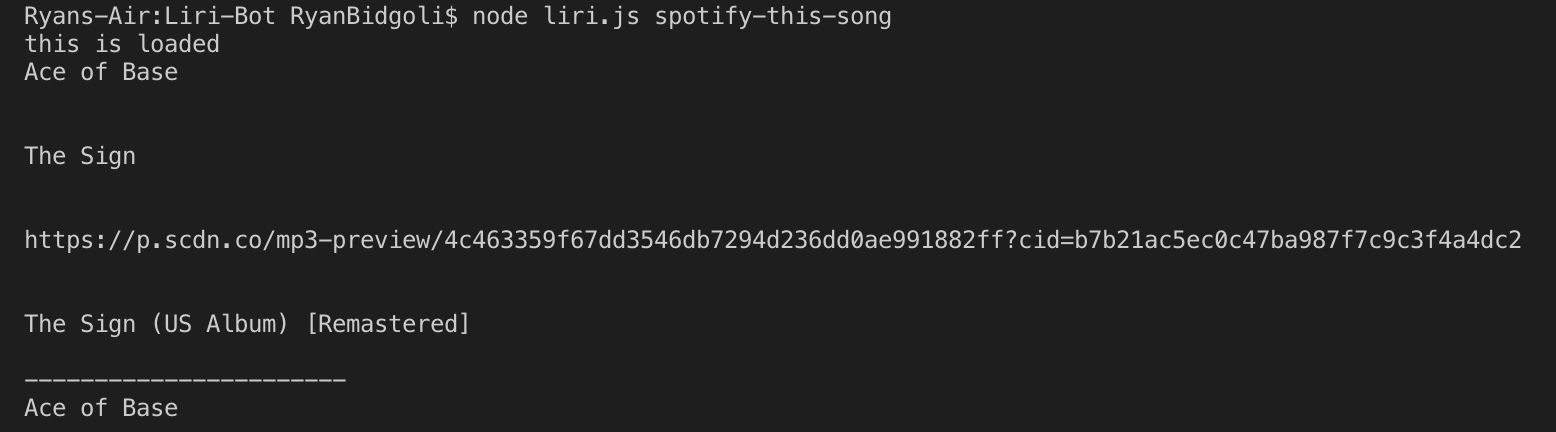 Ryans-Air:Liri-Bot RyanBidgoli$ node liri.js spotify-this-song
this is loaded
Ace of Base
The Sign
https://p.scdn.co/mp3-preview/4c463359f67dd3546db7294d236dd0ae991882ff?cid=b7b21ac5ec0c47ba987f7c9c3f4a4dc2
The Sign (US Album) [Remastered]
-----------------------
Ace of Base